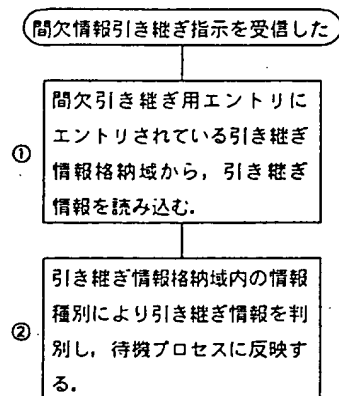 間欠情報引き継ぎ指示を受信した
間欠引き継ぎ用エントリに
エントリされている引き継ぎ
① 情報格納域から，引き継ぎ
情報を読み込む．
引き継ぎ情報格納域内の情報
種別により引き継ぎ情報を判
② 別し，待機プロセスに反映す
る．